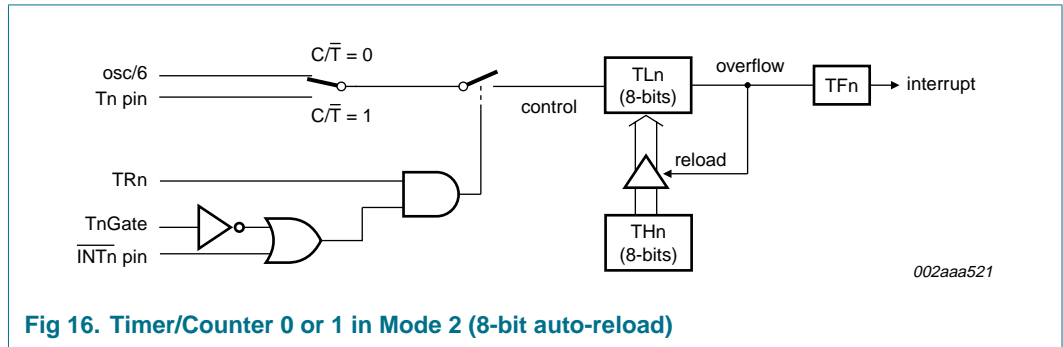 C/T̅ = 0
osc/6
Tn pin
C/T̅ = 1
control
TLn
(8-bits)
overflow
TFn
interrupt
reload
TRn
TnGate
I̅N̅T̅n̅ pin
THn
(8-bits)
002aaa521
Fig 16. Timer/Counter 0 or 1 in Mode 2 (8-bit auto-reload)